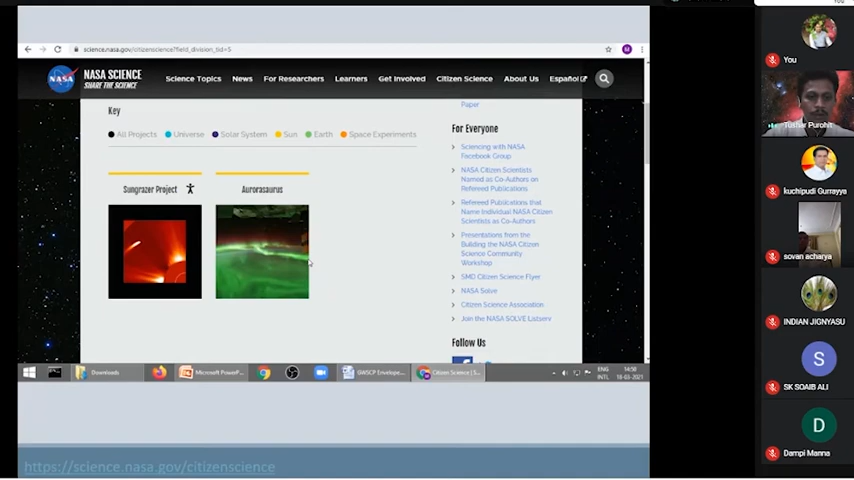 science.nasa.gov/citizenscience?field_division_tid=5
NASA
NASA SCIENCE
SHARE THE SCIENCE
Science Topics News For Researchers Learners Get Involved Citizen Science About Us Español
Key
All Projects Universe Solar System Sun Earth Space Experiments
Sungrazer Project Aurorasaurus
Paper
For Everyone
Sciencing with NASA
Facebook Group
NASA Citizen Scientists
Named as Co-Authors on
Refereed Publications
Refereed Publications that
Name Individual NASA Citizen
Scientists as Co-Authors
Presentations from the
Building the NASA Citizen
Science Community
Workshop
SMD Citizen Science Flyer
NASA Solve
Citizen Science Association
Join the NASA SOLVE Listserv
Follow Us
Downloads Microsoft PowerP... GWSCP Envelope... Citizen Science | S...
ENG
INTL
14:50
18-03-2021
https://science.nasa.gov/citizenscience
You
Tushar Purohit
kuchipudi Gurrayya
sovan acharya
INDIAN JIGNYASU
S
SK SOAIB ALI
D
Dampi Manna